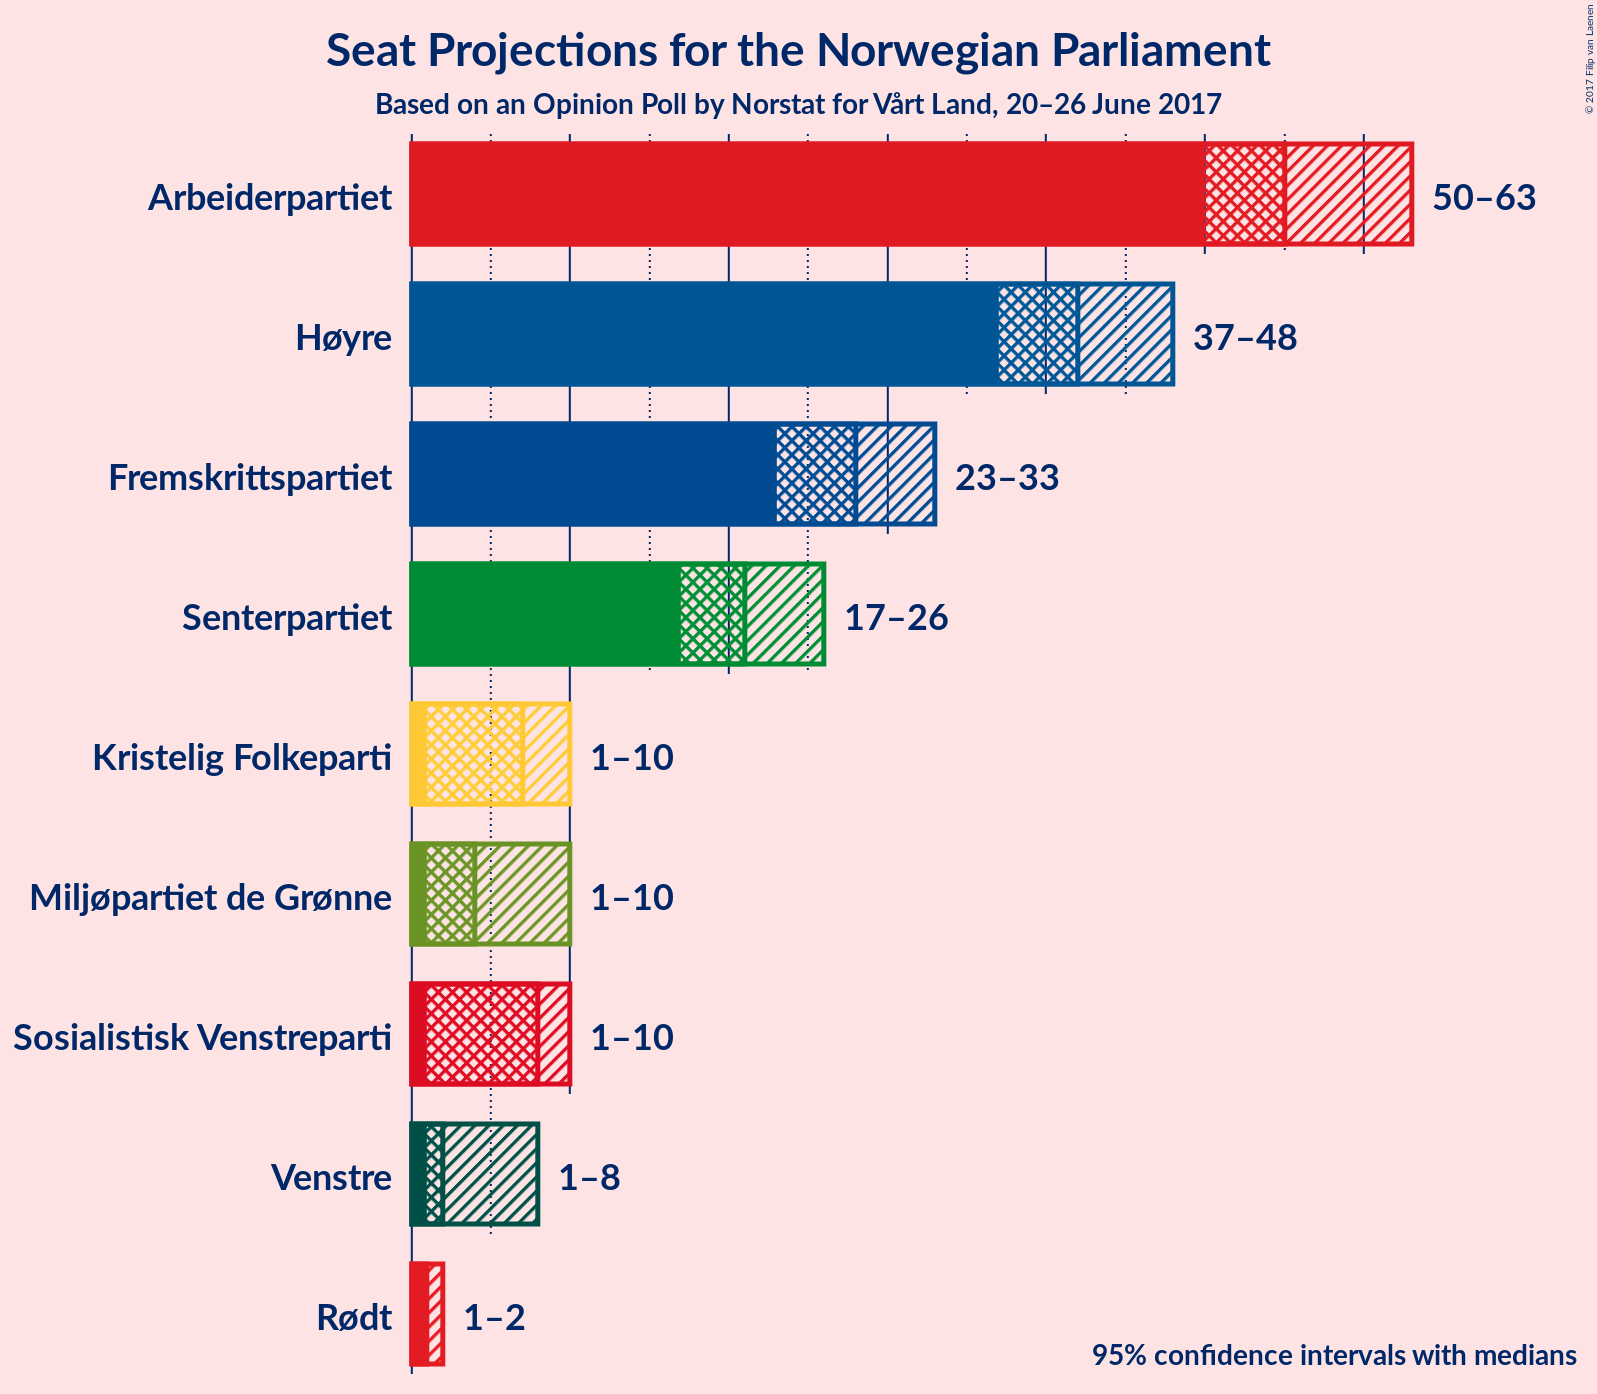 Seat Projections for the Norwegian Parliament
Based on an Opinion Poll by Norstat for Vårt Land, 20–26 June 2017
© 2017 Filip van Laenen
Arbeiderpartiet 50–63
Høyre 37–48
Fremskrittspartiet 23–33
Senterpartiet 17–26
Kristelig Folkeparti 1–10
Miljøpartiet de Grønne 1–10
Sosialistisk Venstreparti 1–10
Venstre 1–8
Rødt 1–2
95% confidence intervals with medians